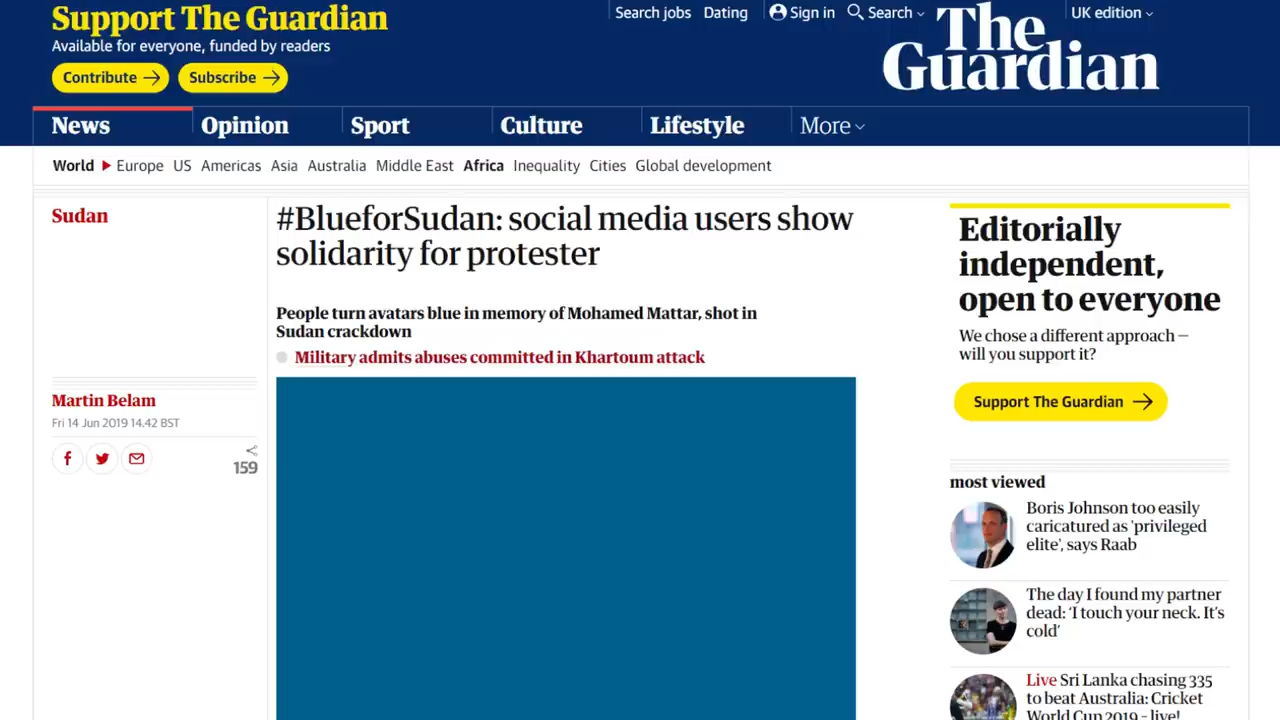 Support The Guardian
Available for everyone, funded by readers
Contribute
Subscribe
Search jobs
Dating
Sign in
Search
UK edition
The
Guardian
News
Opinion
Sport
Culture
Lifestyle
More
World
Europe
US
Americas
Asia
Australia
Middle East
Africa
Inequality
Cities
Global development
Sudan
#BlueforSudan: social media users show
solidarity for protester
People turn avatars blue in memory of Mohamed Mattar, shot in
Sudan crackdown
Military admits abuses committed in Khartoum attack
Martin Belam
Fri 14 Jun 2019 14.42 BST
159
Editorially
independent,
open to everyone
We chose a different approach —
will you support it?
Support The Guardian
most viewed
Boris Johnson too easily
caricatured as 'privileged
elite', says Raab
The day I found my partner
dead: ‘I touch your neck. It’s
cold’
Live Sri Lanka chasing 335
to beat Australia: Cricket
World Cup 2019 – live!